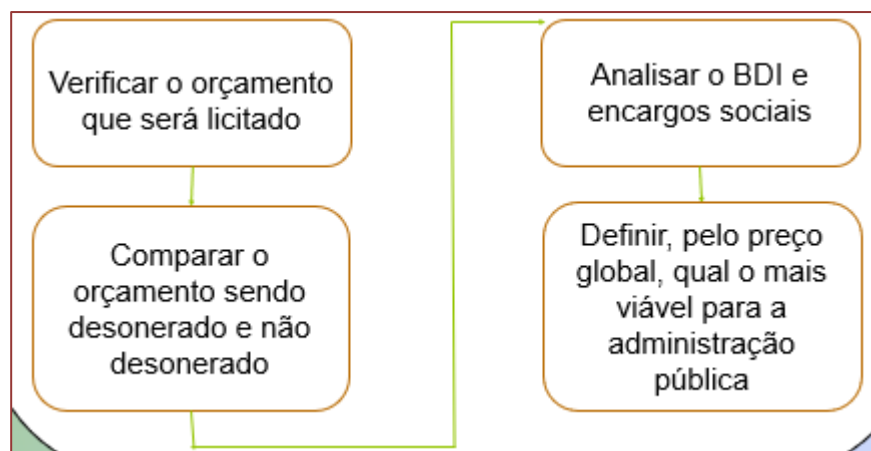 Verificar o orçamento
que será licitado
Comparar o
orçamento sendo
desonerado e não
desonerado
Analisar o BDI e
encargos sociais
Definir, pelo preço
global, qual o mais
viável para a
administração
pública